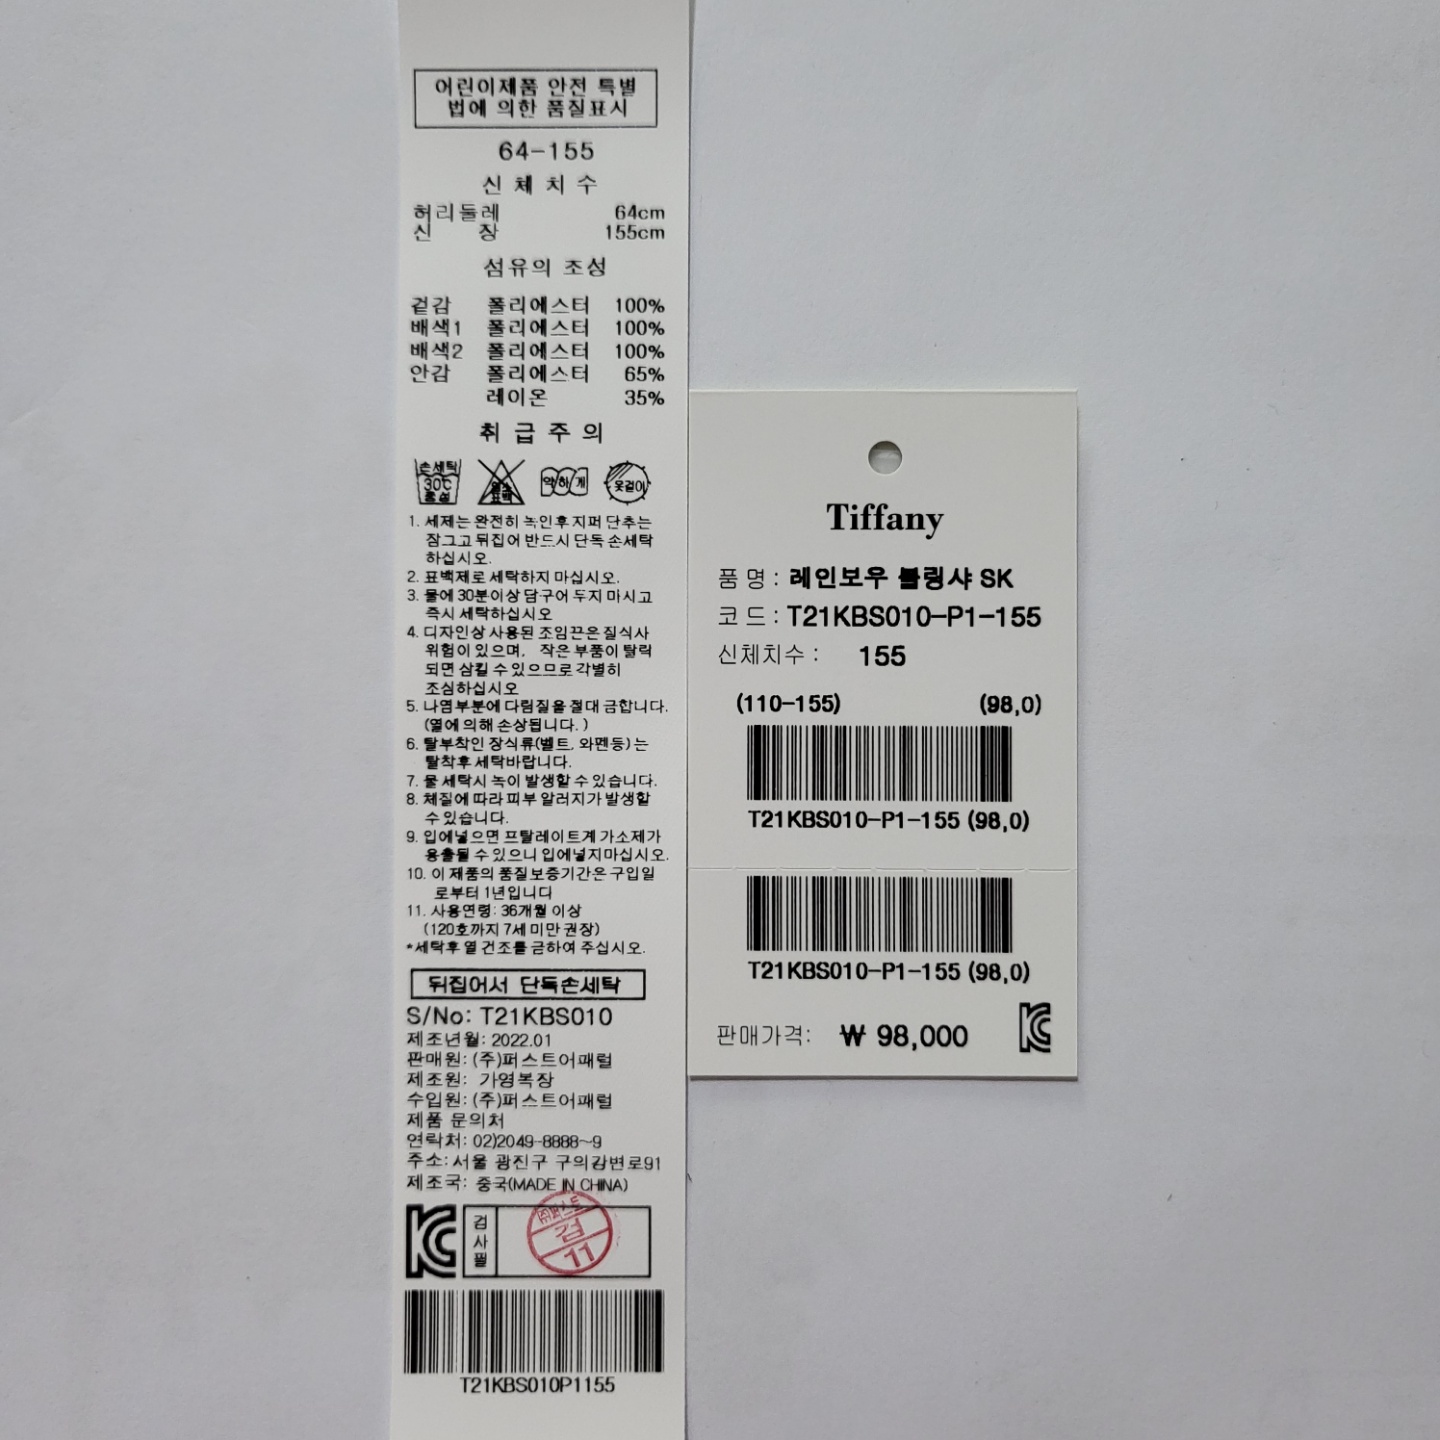 어린이제품 안전 특별
법에 의한 품질표시
64-155
신 체 치 수
허리둘레 64cm
신 장 155cm
섬유의 조성
겉감 폴리에스터 100%
배색1 폴리에스터 100%
배색2 폴리에스터 100%
안감 폴리에스터 65%
레이온 35%
취 급 주 의
손세탁 30℃ 중성
염소 표백
약하게
옷걸이
1. 세제는 완전히 녹인후 지퍼 단추는
잠그고 뒤집어 반드시 단독 손세탁
하십시오.
2. 표백제로 세탁하지 마십시오.
3. 물에 30분이상 담구어 두지 마시고
즉시 세탁하십시오
4. 디자인상 사용된 조임끈은 질식사
위험이 있으며, 작은 부품이 탈락
되면 삼킬 수 있으므로 각별히
조심하십시오
5. 나염부분에 다림질을 절대 금합니다.
(열에 의해 손상됩니다. )
6. 탈부착인 장식류(벨트, 와펜등) 는
탈착후 세탁바랍니다.
7. 물 세탁시 녹이 발생할 수 있습니다.
8. 체질에 따라 피부 알러지가 발생할
수 있습니다.
9. 입에넣으면 프탈레이트계 가소제가
용출될 수 있으니 입에넣지마십시오.
10. 이 제품의 품질보증기간은 구입일
로부터 1년입니다
11. 사용연령: 36개월 이상
(120호까지 7세 미만 권장)
*세탁후 열 건조를 금하여 주십시오.
뒤집어서 단독손세탁
S/No: T21KBS010
제조년월: 2022.01
판매원: (주)퍼스트어패럴
제조원: 가영복장
수입원: (주)퍼스트어패럴
제품 문의처
연락처: 02)2049-8888~9
주소: 서울 광진구 구의강변로91
제조국: 중국(MADE IN CHINA)
KC 검사필
(주)퍼스트
검
11
T21KBS010P1155
Tiffany
품 명 : 레인보우 블링샤 SK
코 드 : T21KBS010-P1-155
신체치수 : 155
(110-155) (98,0)
T21KBS010-P1-155 (98,0)
T21KBS010-P1-155 (98,0)
판매가격: ₩ 98,000 KC